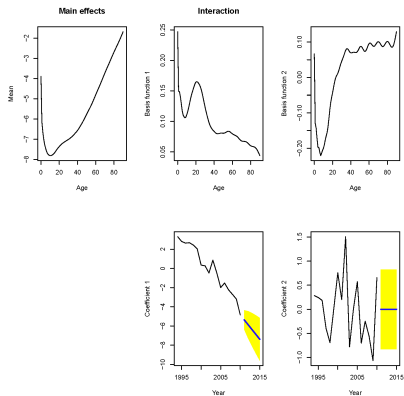 Main effects
Interaction
Mean
-2
-3
-4
-5
-6
-7
-8
0 20 40 60 80
Age
Basis function 1
0.25
0.20
0.15
0.10
0.05
0 20 40 60 80
Age
Basis function 2
0.10
0.05
0.00
-0.10
-0.20
0 20 40 60 80
Age
Coefficient 1
2
0
-2
-4
-6
-8
-10
1995 2005 2015
Year
Coefficient 2
1.5
1.0
0.5
0.0
-0.5
-1.0
1995 2005 2015
Year